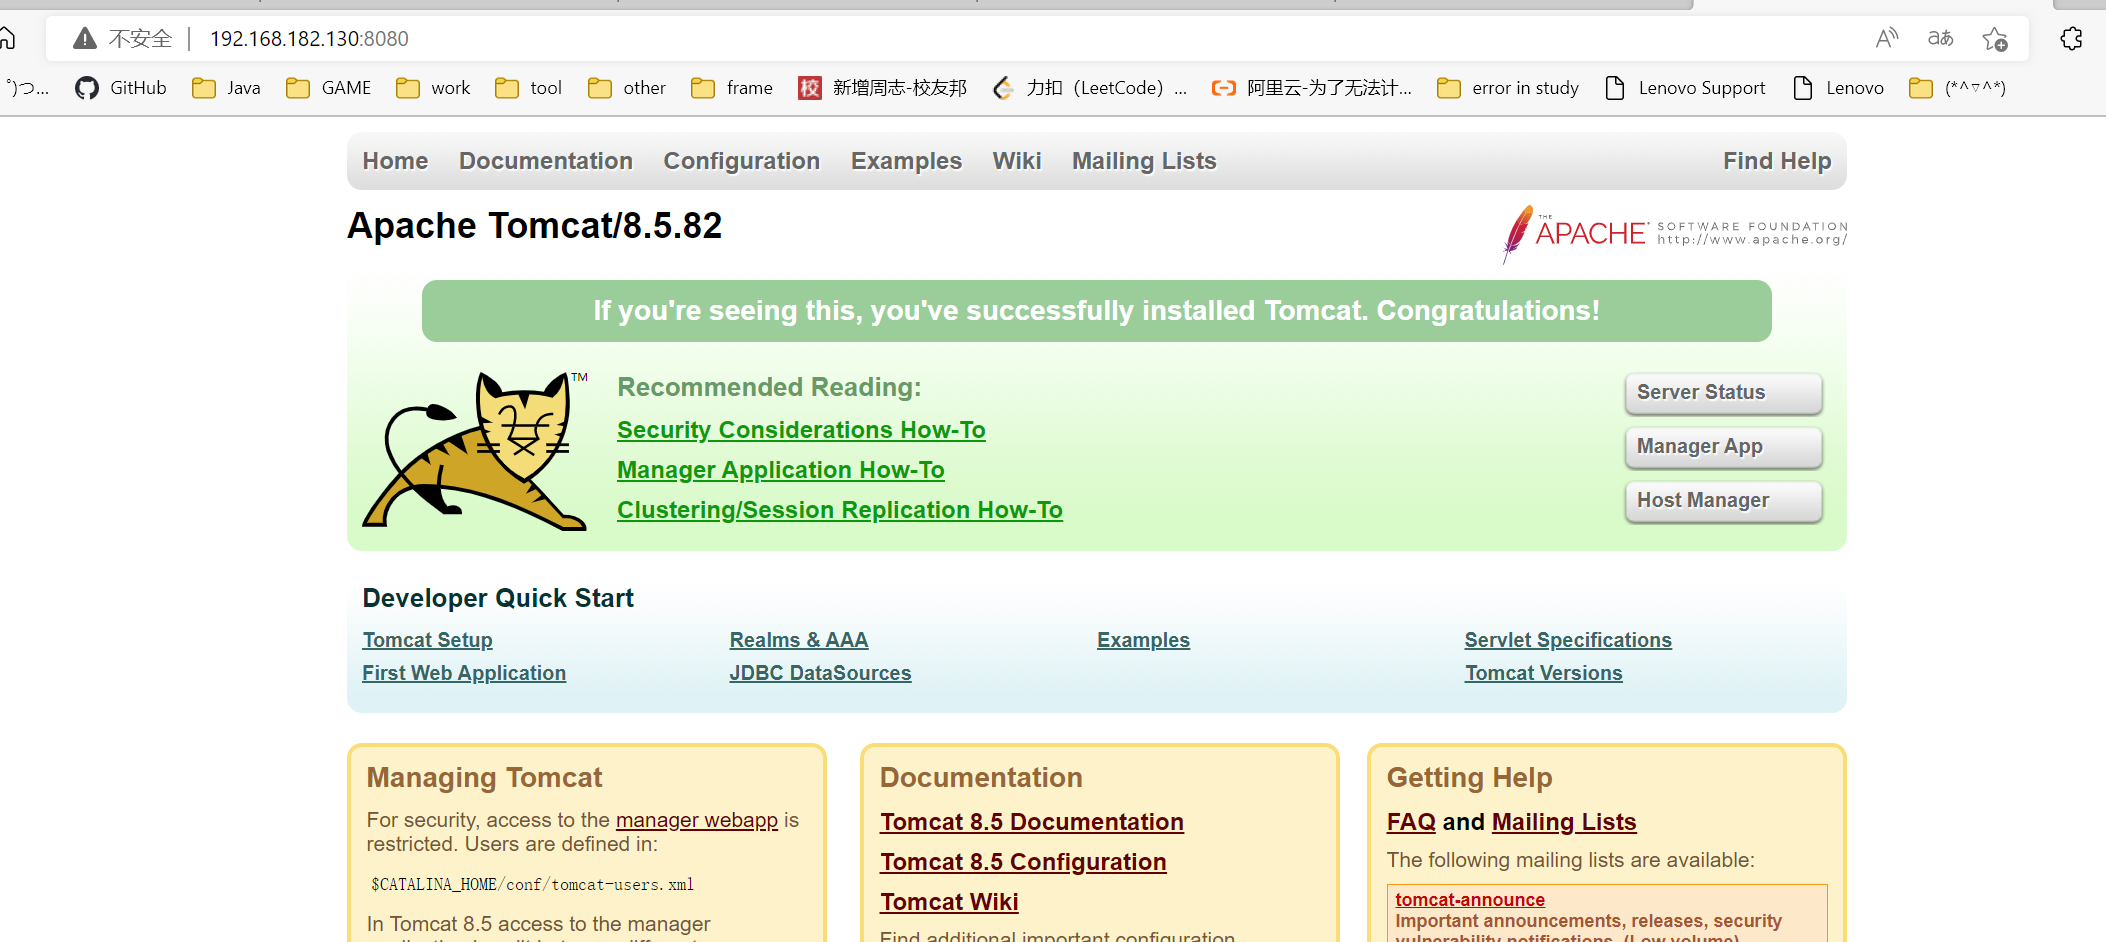 不安全 192.168.182.130:8080
°)つ... GitHub Java GAME work tool other frame 新增周志-校友邦 力扣（LeetCode）... 阿里云-为了无法计... error in study Lenovo Support Lenovo (*^▽^*)
Home Documentation Configuration Examples Wiki Mailing Lists Find Help
Apache Tomcat/8.5.82
THE APACHE SOFTWARE FOUNDATION
http://www.apache.org/
If you're seeing this, you've successfully installed Tomcat. Congratulations!
TM
Recommended Reading:
Security Considerations How-To
Manager Application How-To
Clustering/Session Replication How-To
Server Status
Manager App
Host Manager
Developer Quick Start
Tomcat Setup
First Web Application
Realms & AAA
JDBC DataSources
Examples
Servlet Specifications
Tomcat Versions
Managing Tomcat
For security, access to the manager webapp is
restricted. Users are defined in:
$CATALINA_HOME/conf/tomcat-users.xml
In Tomcat 8.5 access to the manager
Documentation
Tomcat 8.5 Documentation
Tomcat 8.5 Configuration
Tomcat Wiki
Find additional important configuration
Getting Help
FAQ and Mailing Lists
The following mailing lists are available:
tomcat-announce
Important announcements, releases, security
vulnerability notifications. (Low volume).